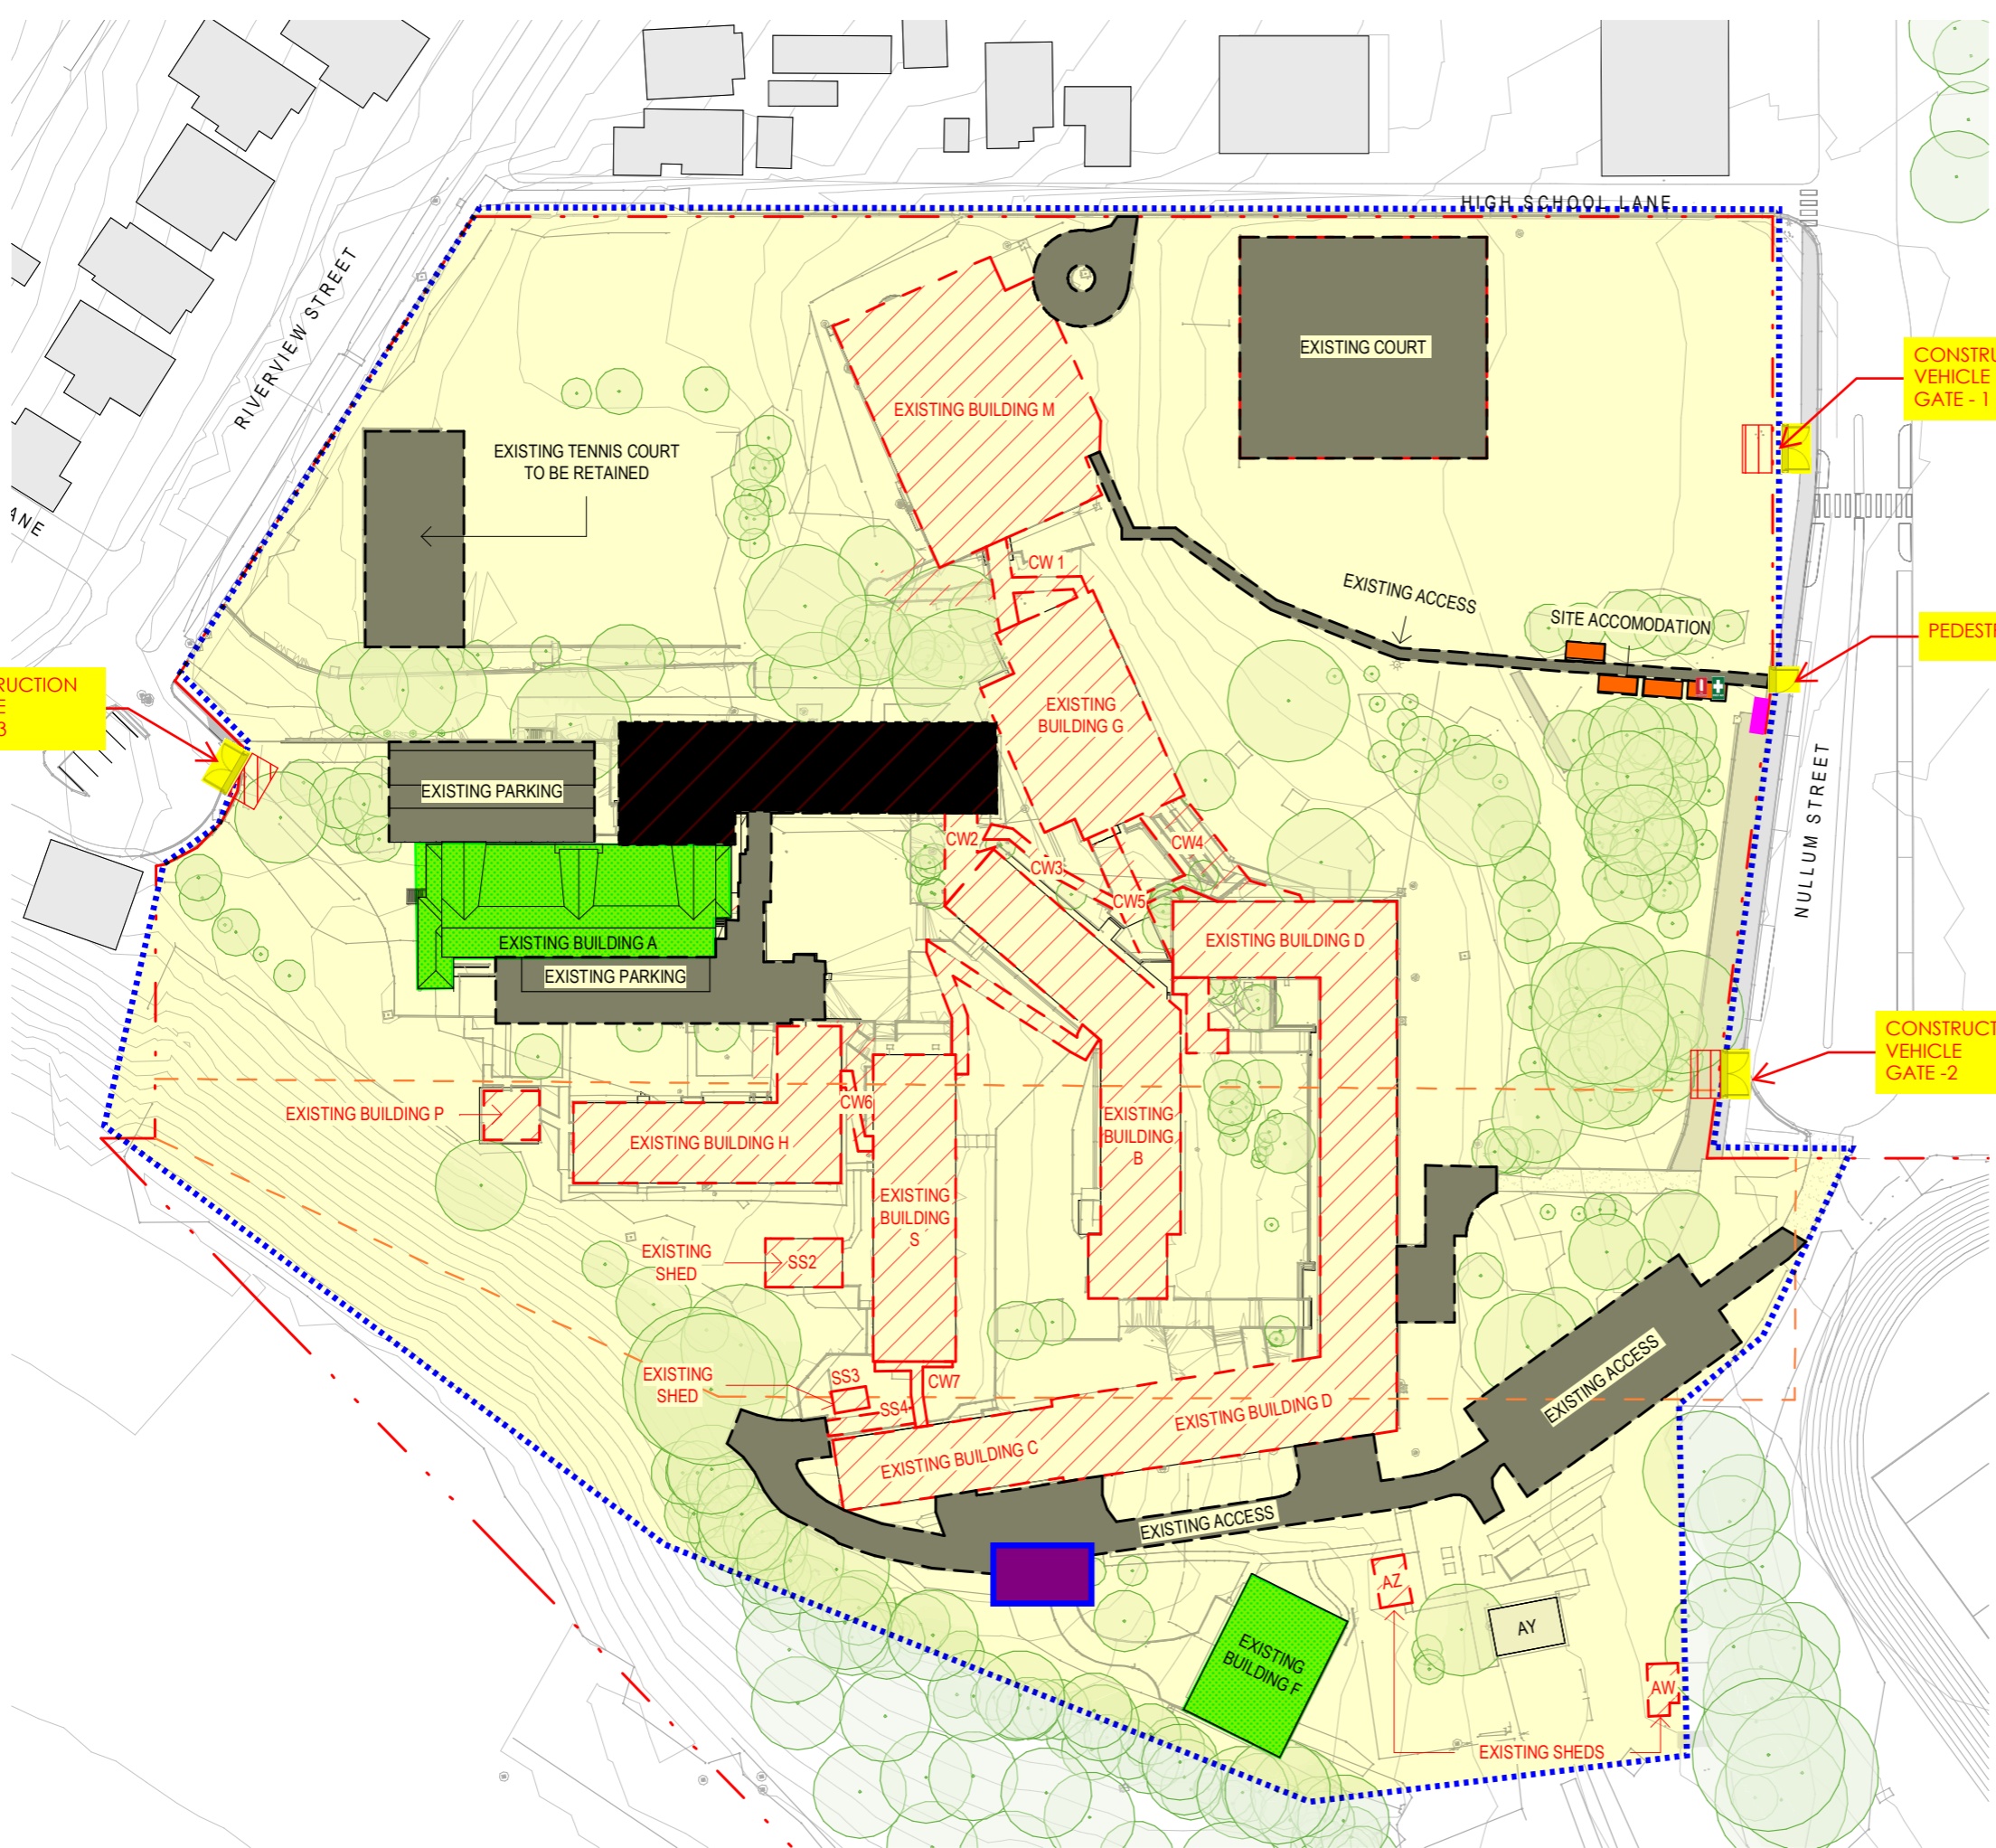 HIGH SCHOOL LANE
RIVERVIEW STREET
CONSTRU
VEHICLE
GATE - 1
EXISTING COURT
EXISTING BUILDING M
EXISTING TENNIS COURT
TO BE RETAINED
ANE
CW 1
EXISTING ACCESS
SITE ACCOMODATION
PEDESTE
RUCTION
E
3
EXISTING
BUILDING G
NULLUM STREET
EXISTING PARKING
CW2
CW3
CW4
CW5
EXISTING BUILDING A
EXISTING BUILDING D
EXISTING PARKING
CONSTRUCT
VEHICLE
GATE -2
EXISTING BUILDING P
CW6
EXISTING BUILDING H
EXISTING
BUILDING
B
EXISTING
BUILDING
S
EXISTING
SHED
SS2
EXISTING
SHED
SS3
SS4
CW7
EXISTING BUILDING D
EXISTING BUILDING C
EXISTING ACCESS
EXISTING ACCESS
AZ
AY
EXISTING
BUILDING F
AW
EXISTING SHEDS